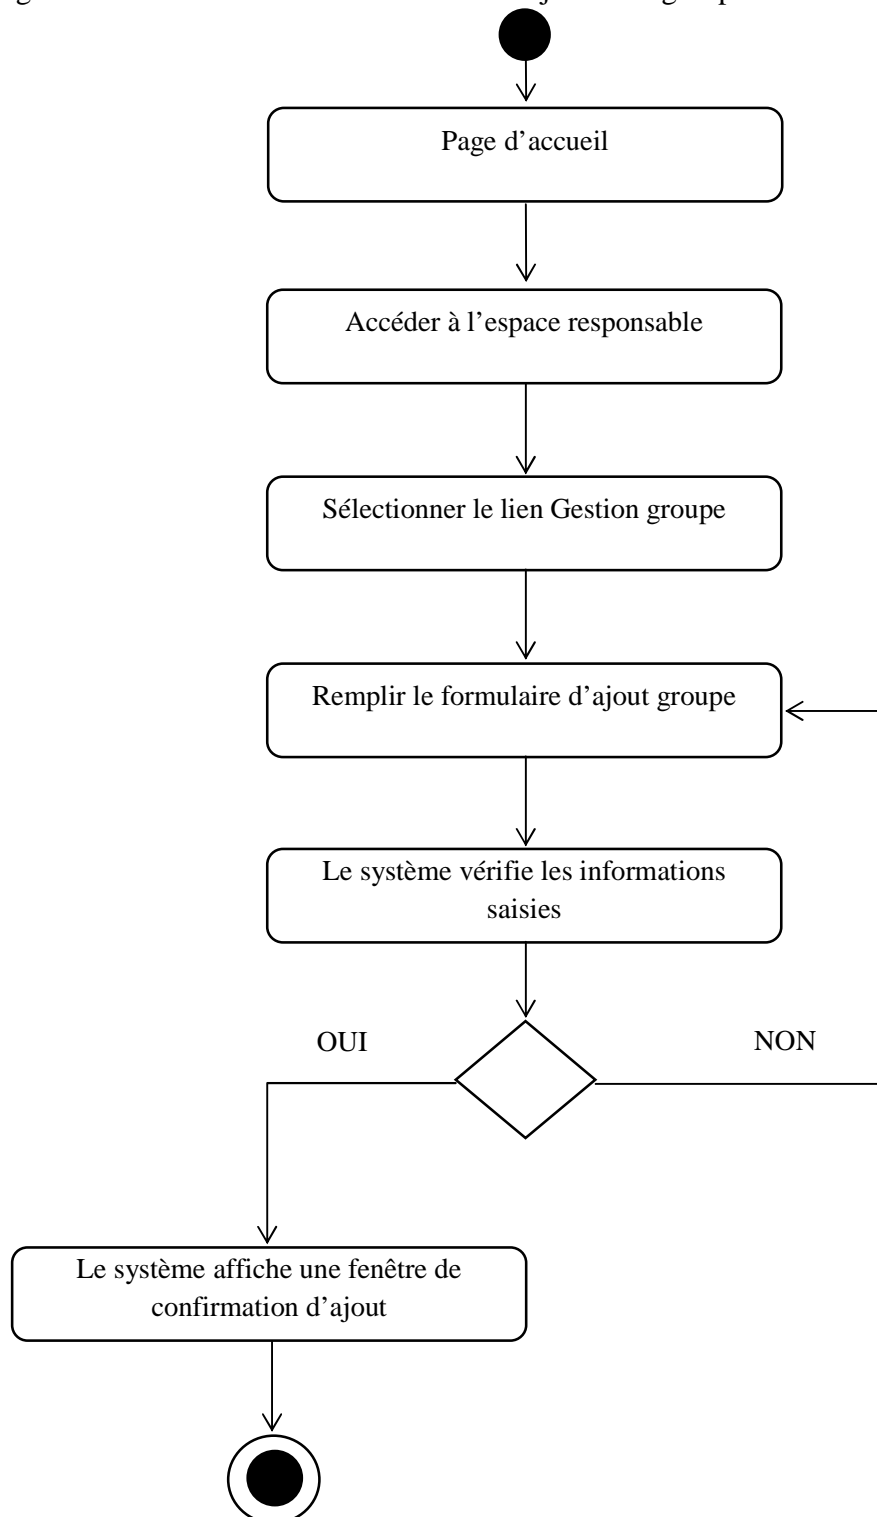 Page d’accueil
Accéder à l’espace responsable
Sélectionner le lien Gestion groupe
Remplir le formulaire d’ajout groupe
Le système vérifie les informations
saisies
OUI
NON
Le système affiche une fenêtre de
confirmation d’ajout